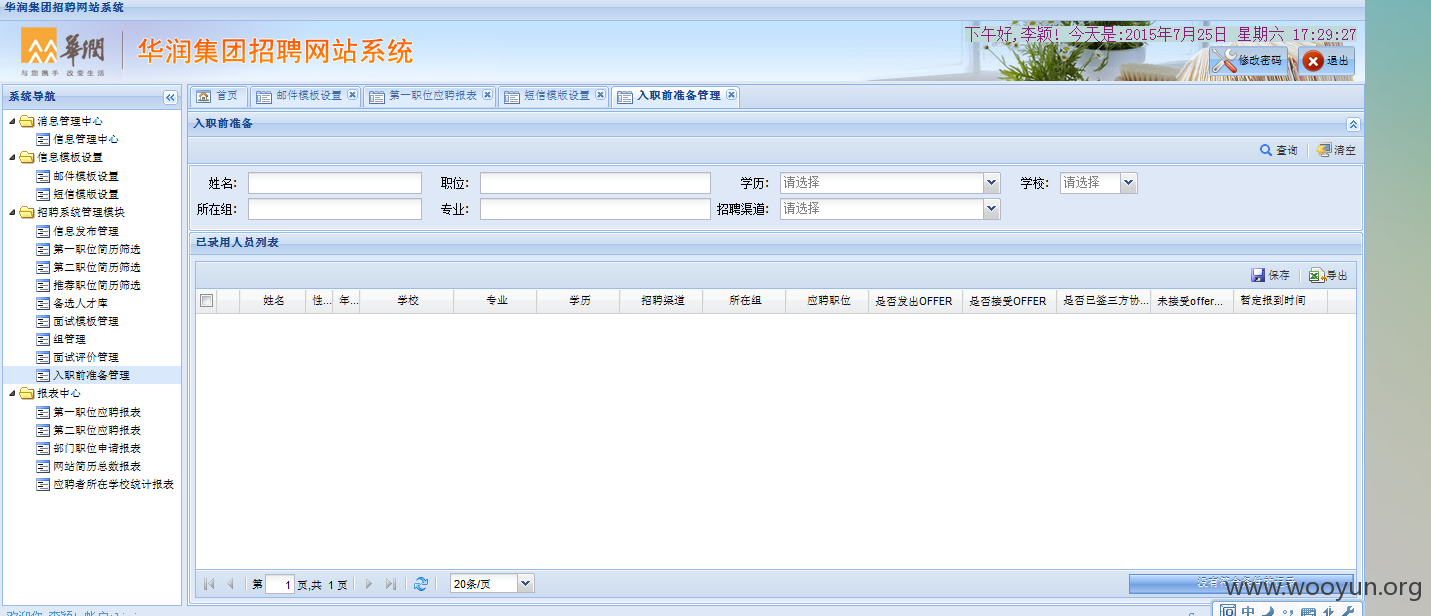 华润集团招聘网站系统
华润
与您携手 改变生活
华润集团招聘网站系统
下午好,李颖! 今天是:2015年7月25日 星期六 17:29:27
修改密码 退出
系统导航
消息管理中心
信息管理中心
信息模板设置
邮件模板设置
短信模版设置
招聘系统管理模块
信息发布管理
第一职位简历筛选
第二职位简历筛选
推荐职位简历筛选
备选人才库
面试模板管理
组管理
面试评价管理
入职前准备管理
报表中心
第一职位应聘报表
第二职位应聘报表
部门职位申请报表
网站简历总数报表
应聘者所在学校统计报表
首页 邮件模板设置 第一职位应聘报表 短信模版设置 入职前准备管理
入职前准备
查询 清空
姓名: 职位: 学历: 请选择 学校: 请选择
所在组: 专业: 招聘渠道: 请选择
已录用人员列表
保存 导出
姓名 性... 年... 学校 专业 学历 招聘渠道 所在组 应聘职位 是否发出OFFER 是否接受OFFER 是否已签三方协... 未接受offer... 暂定报到时间
第 1 页,共 1 页 20条/页
www.wooyun.org
中